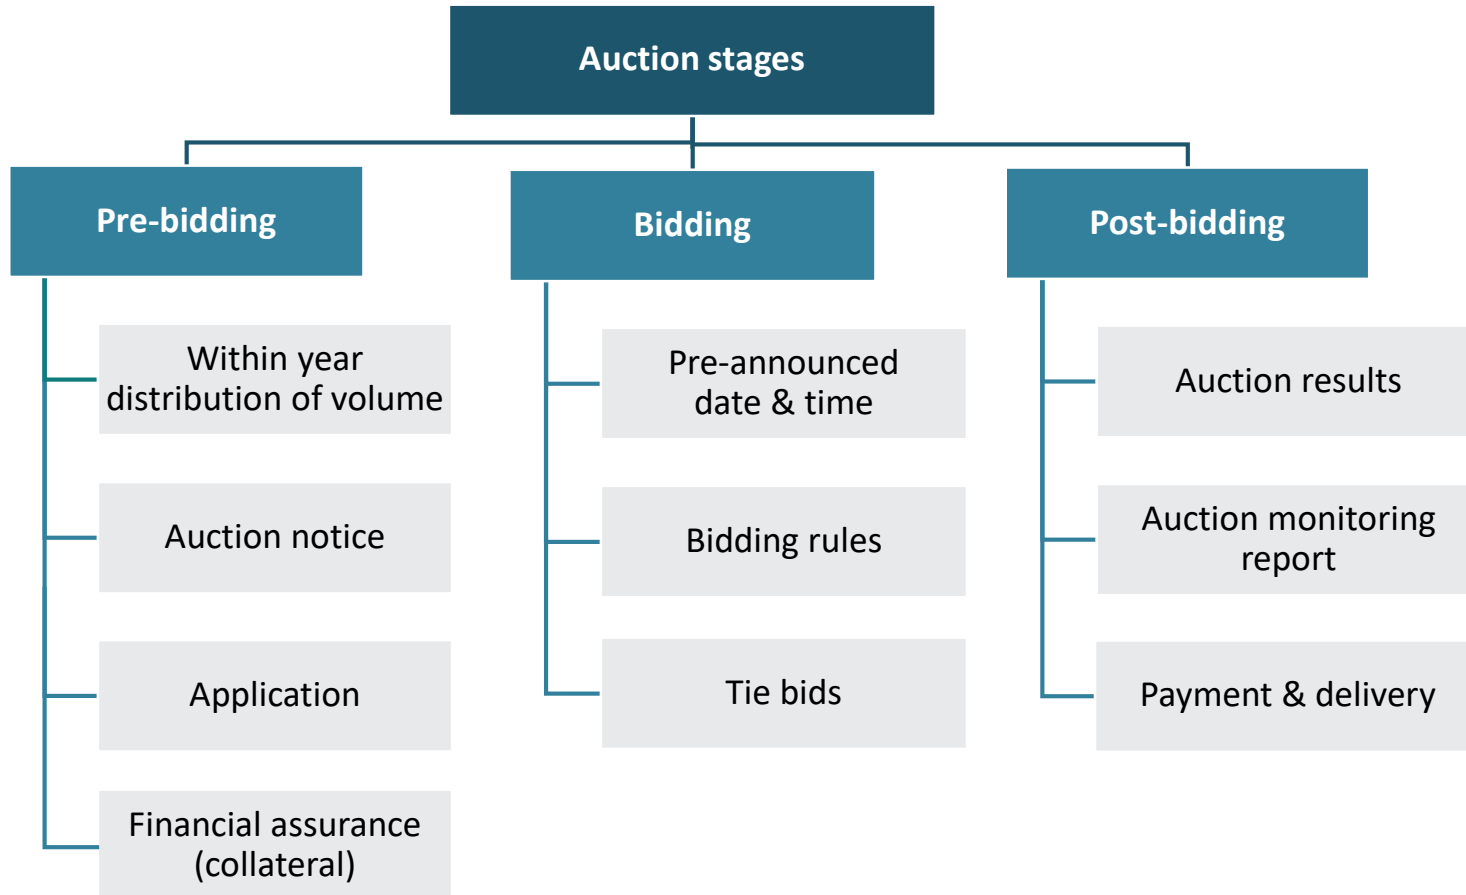 Auction stages
Pre-bidding
Within year
distribution of volume
Auction notice
Application
Financial assurance
(collateral)
Bidding
Pre-announced
date & time
Bidding rules
Tie bids
Post-bidding
Auction results
Auction monitoring
report
Payment & delivery